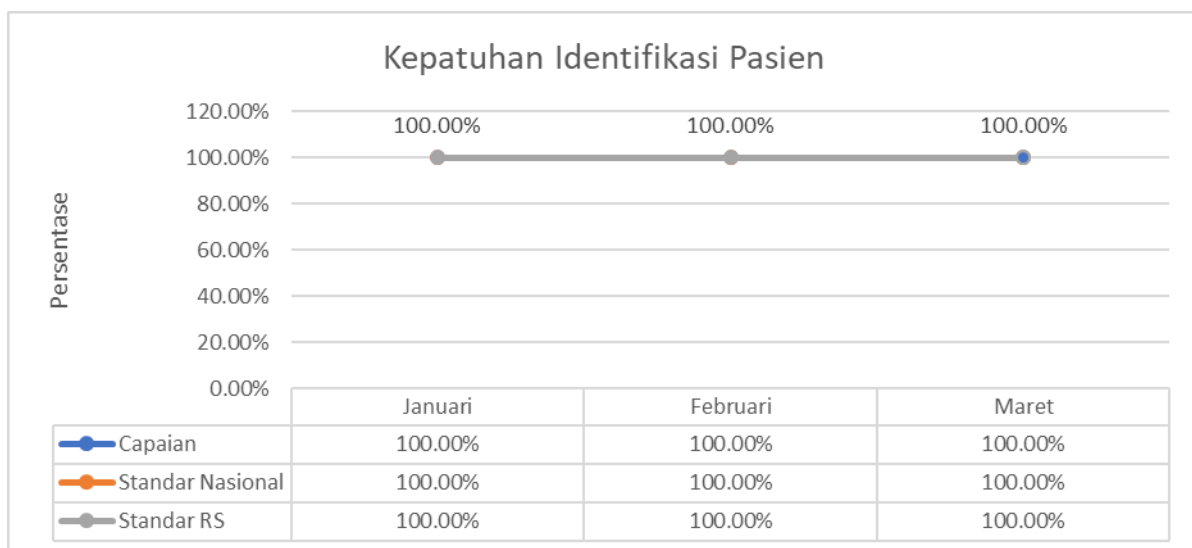 Kepatuhan Identifikasi Pasien
120.00%
100.00% 100.00% 100.00%
100.00%
80.00%
60.00%
40.00%
20.00%
0.00%
Persentase
Januari Februari Maret
Capaian 100.00% 100.00% 100.00%
Standar Nasional 100.00% 100.00% 100.00%
Standar RS 100.00% 100.00% 100.00%